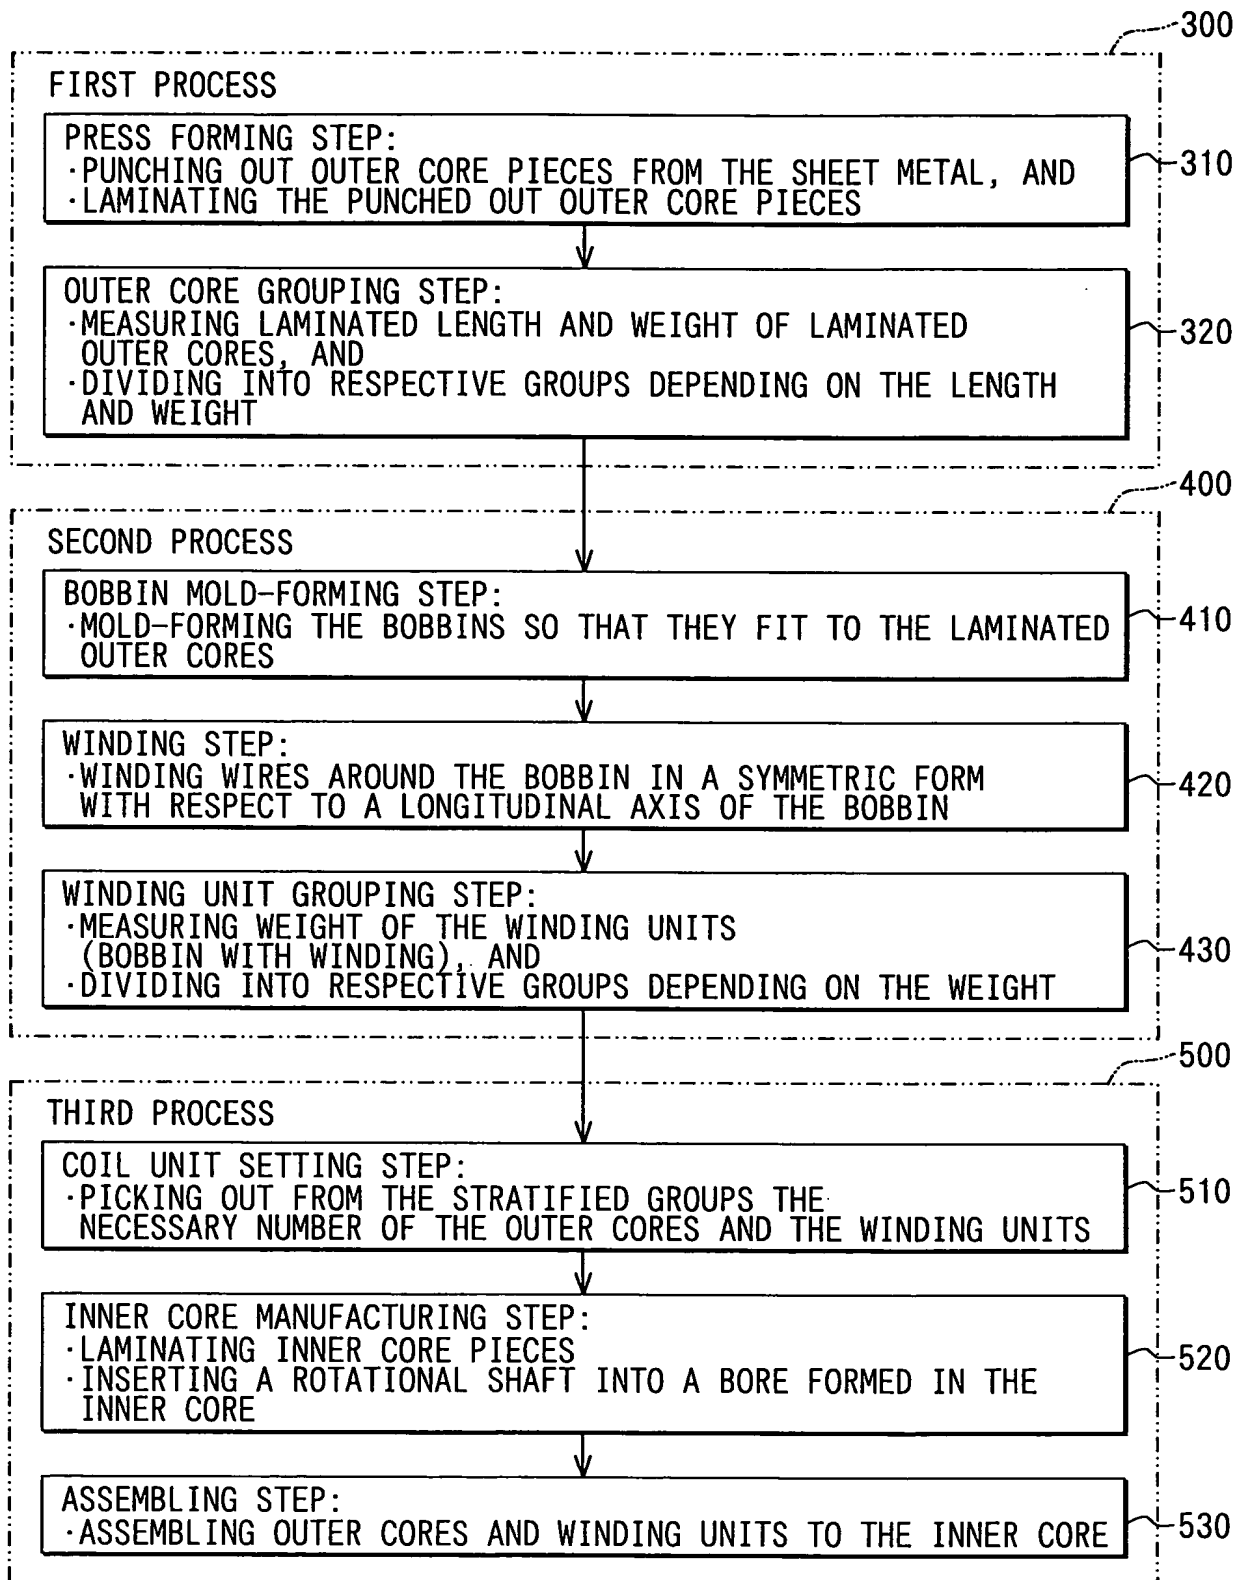 300
FIRST PROCESS
PRESS FORMING STEP:
·PUNCHING OUT OUTER CORE PIECES FROM THE SHEET METAL, AND
·LAMINATING THE PUNCHED OUT OUTER CORE PIECES
310
OUTER CORE GROUPING STEP:
·MEASURING LAMINATED LENGTH AND WEIGHT OF LAMINATED
OUTER CORES, AND
·DIVIDING INTO RESPECTIVE GROUPS DEPENDING ON THE LENGTH
AND WEIGHT
320
400
SECOND PROCESS
BOBBIN MOLD-FORMING STEP:
·MOLD-FORMING THE BOBBINS SO THAT THEY FIT TO THE LAMINATED
OUTER CORES
410
WINDING STEP:
·WINDING WIRES AROUND THE BOBBIN IN A SYMMETRIC FORM
WITH RESPECT TO A LONGITUDINAL AXIS OF THE BOBBIN
420
WINDING UNIT GROUPING STEP:
·MEASURING WEIGHT OF THE WINDING UNITS
(BOBBIN WITH WINDING), AND
·DIVIDING INTO RESPECTIVE GROUPS DEPENDING ON THE WEIGHT
430
500
THIRD PROCESS
COIL UNIT SETTING STEP:
·PICKING OUT FROM THE STRATIFIED GROUPS THE
NECESSARY NUMBER OF THE OUTER CORES AND THE WINDING UNITS
510
INNER CORE MANUFACTURING STEP:
·LAMINATING INNER CORE PIECES
·INSERTING A ROTATIONAL SHAFT INTO A BORE FORMED IN THE
INNER CORE
520
ASSEMBLING STEP:
·ASSEMBLING OUTER CORES AND WINDING UNITS TO THE INNER CORE
530